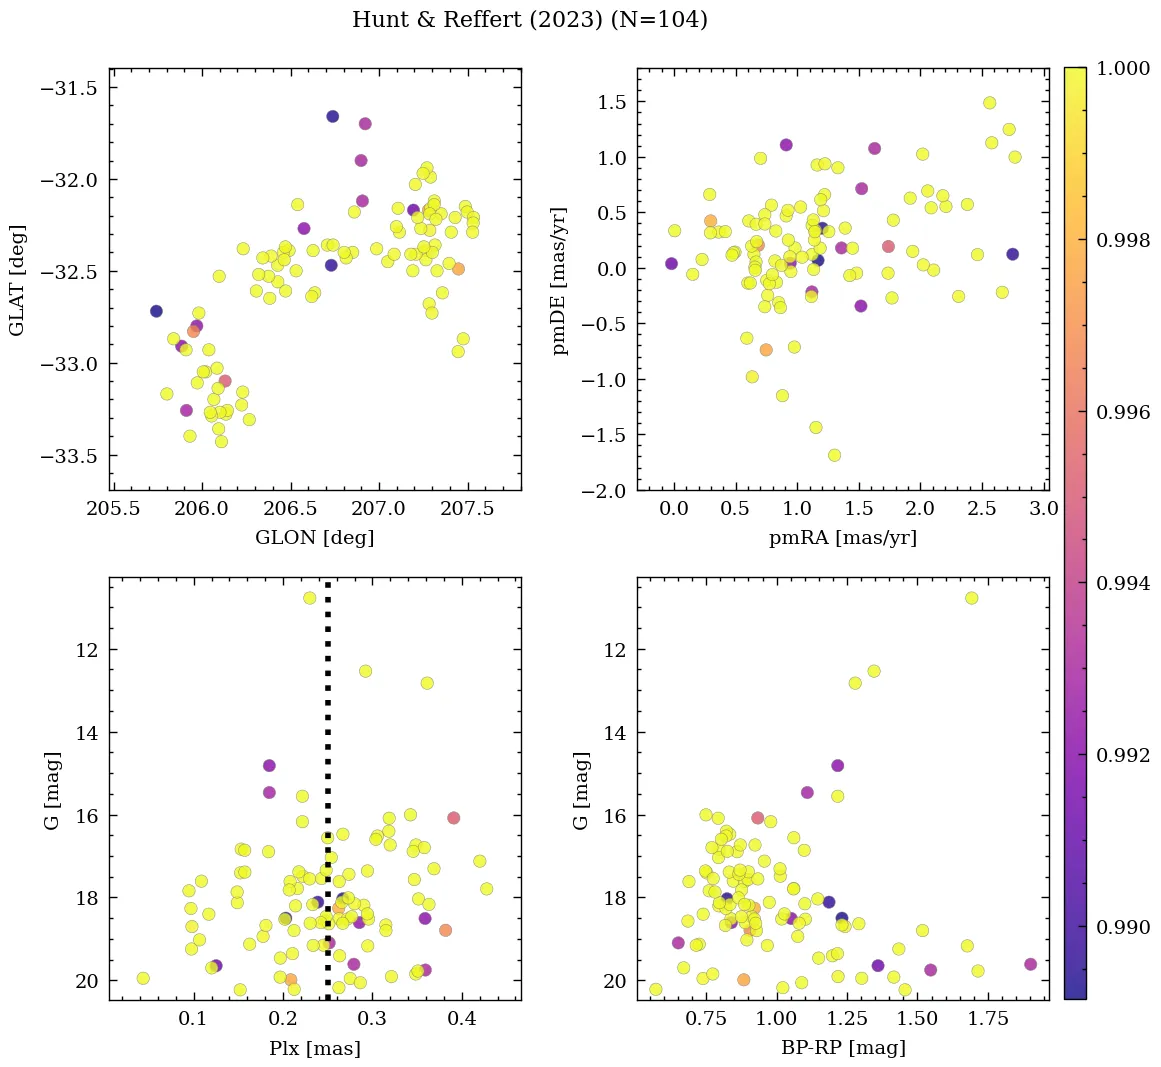 Hunt & Reffert (2023) (N=104)
−31.5
−32.0
−32.5
−33.0
−33.5
GLAT [deg]
205.5 206.0 206.5 207.0 207.5
GLON [deg]
1.5
1.0
0.5
0.0
−0.5
−1.0
−1.5
−2.0
pmDE [mas/yr]
0.0 0.5 1.0 1.5 2.0 2.5 3.0
pmRA [mas/yr]
12
14
16
18
20
G [mag]
0.1 0.2 0.3 0.4
Plx [mas]
12
14
16
18
20
G [mag]
0.75 1.00 1.25 1.50 1.75
BP-RP [mag]
1.000
0.998
0.996
0.994
0.992
0.990